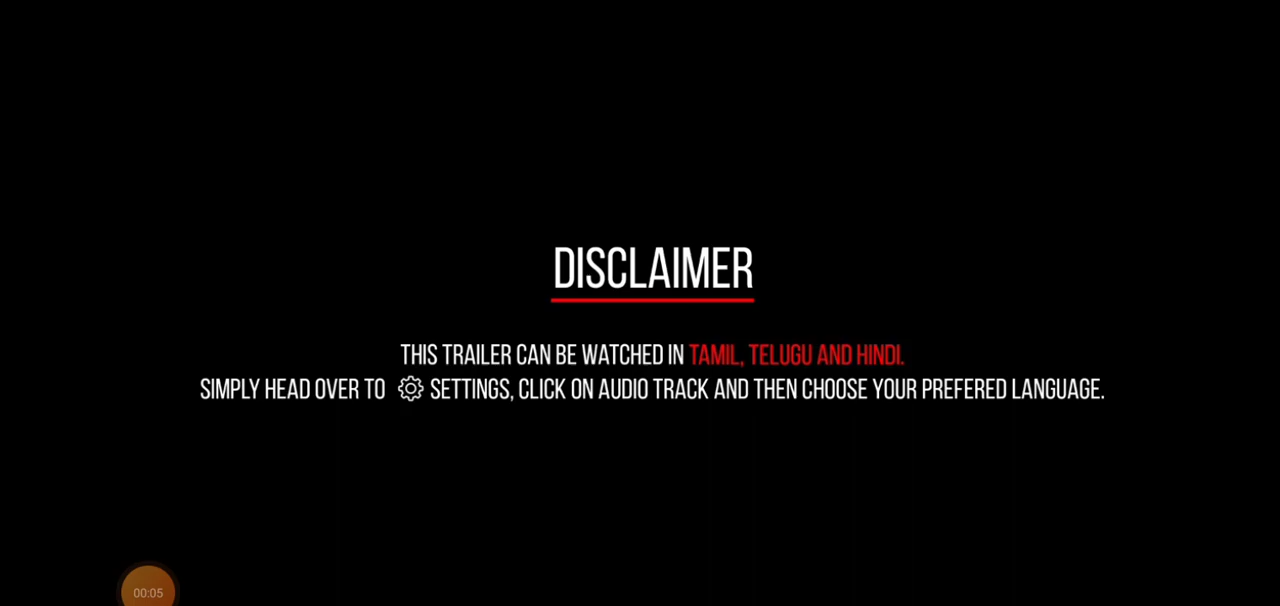 DISCLAIMER
THIS TRAILER CAN BE WATCHED IN TAMIL, TELUGU AND HINDI.
SIMPLY HEAD OVER TO SETTINGS, CLICK ON AUDIO TRACK AND THEN CHOOSE YOUR PREFERED LANGUAGE.
00:05